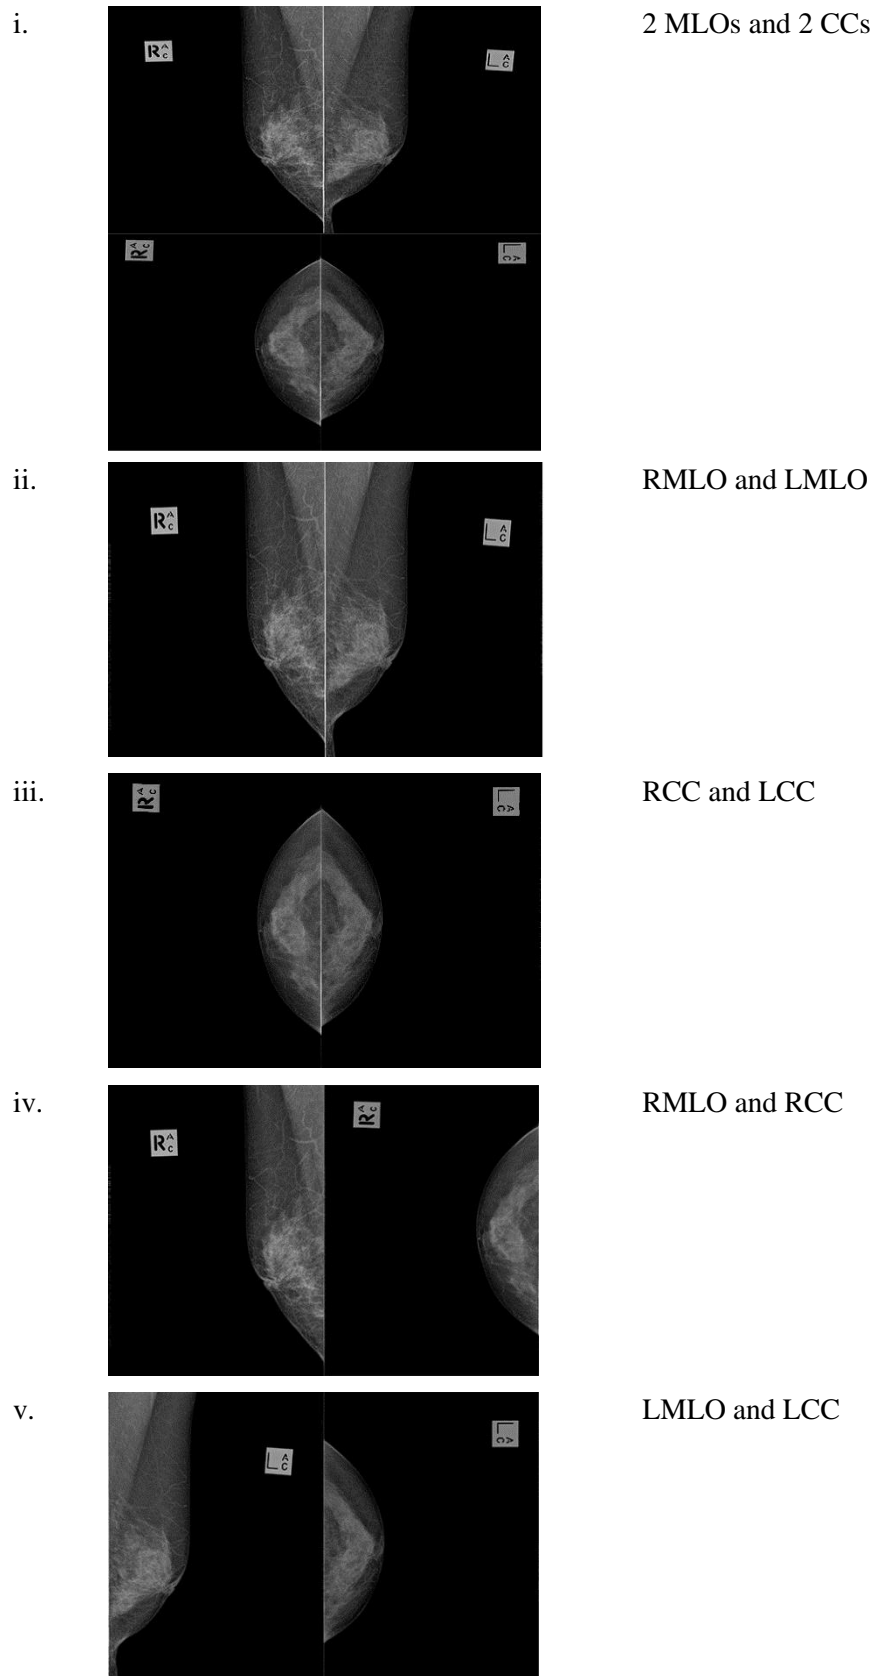 i.
2 MLOs and 2 CCs
R A C
L A C
R A C
L A C
ii.
RMLO and LMLO
R A C
L A C
iii.
RCC and LCC
R A C
L A C
iv.
RMLO and RCC
R A C
R A C
v.
LMLO and LCC
L A C
L A C